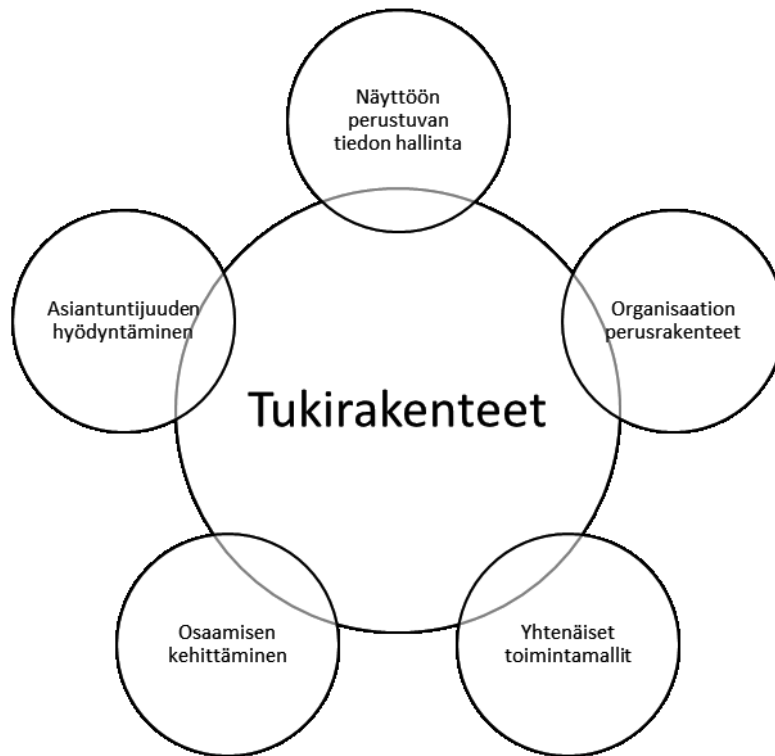 Näyttöön
perustuvan
tiedon hallinta
Asiantuntijuuden
hyödyntäminen
Organisaation
perusrakenteet
Tukirakenteet
Osaamisen
kehittäminen
Yhtenäiset
toimintamallit